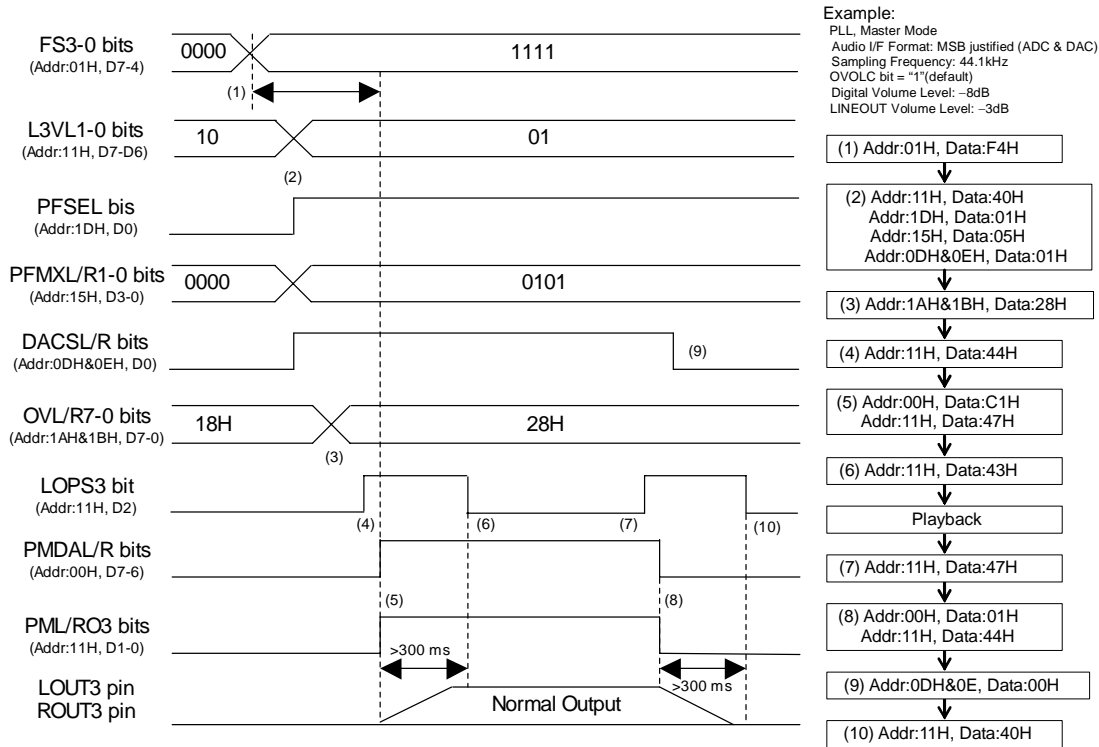 FS3-0 bits
(Addr:01H, D7-4)
0000
1111
(1)
L3VL1-0 bits
(Addr:11H, D7-D6)
10
01
(2)
PFSEL bis
(Addr:1DH, D0)
PFMXL/R1-0 bits
(Addr:15H, D3-0)
0000
0101
DACSL/R bits
(Addr:0DH&0EH, D0)
(9)
OVL/R7-0 bits
(Addr:1AH&1BH, D7-0)
18H
28H
(3)
LOPS3 bit
(Addr:11H, D2)
(4)
(6)
(7)
(10)
PMDAL/R bits
(Addr:00H, D7-6)
(5)
(8)
PML/RO3 bits
(Addr:11H, D1-0)
>300 ms
>300 ms
LOUT3 pin
ROUT3 pin
Normal Output
Example:
PLL, Master Mode
Audio I/F Format: MSB justified (ADC & DAC)
Sampling Frequency: 44.1kHz
OVOLC bit = “1”(default)
Digital Volume Level: −8dB
LINEOUT Volume Level: −3dB
(1) Addr:01H, Data:F4H
(2) Addr:11H, Data:40H
Addr:1DH, Data:01H
Addr:15H, Data:05H
Addr:0DH&0EH, Data:01H
(3) Addr:1AH&1BH, Data:28H
(4) Addr:11H, Data:44H
(5) Addr:00H, Data:C1H
Addr:11H, Data:47H
(6) Addr:11H, Data:43H
Playback
(7) Addr:11H, Data:47H
(8) Addr:00H, Data:01H
Addr:11H, Data:44H
(9) Addr:0DH&0E, Data:00H
(10) Addr:11H, Data:40H